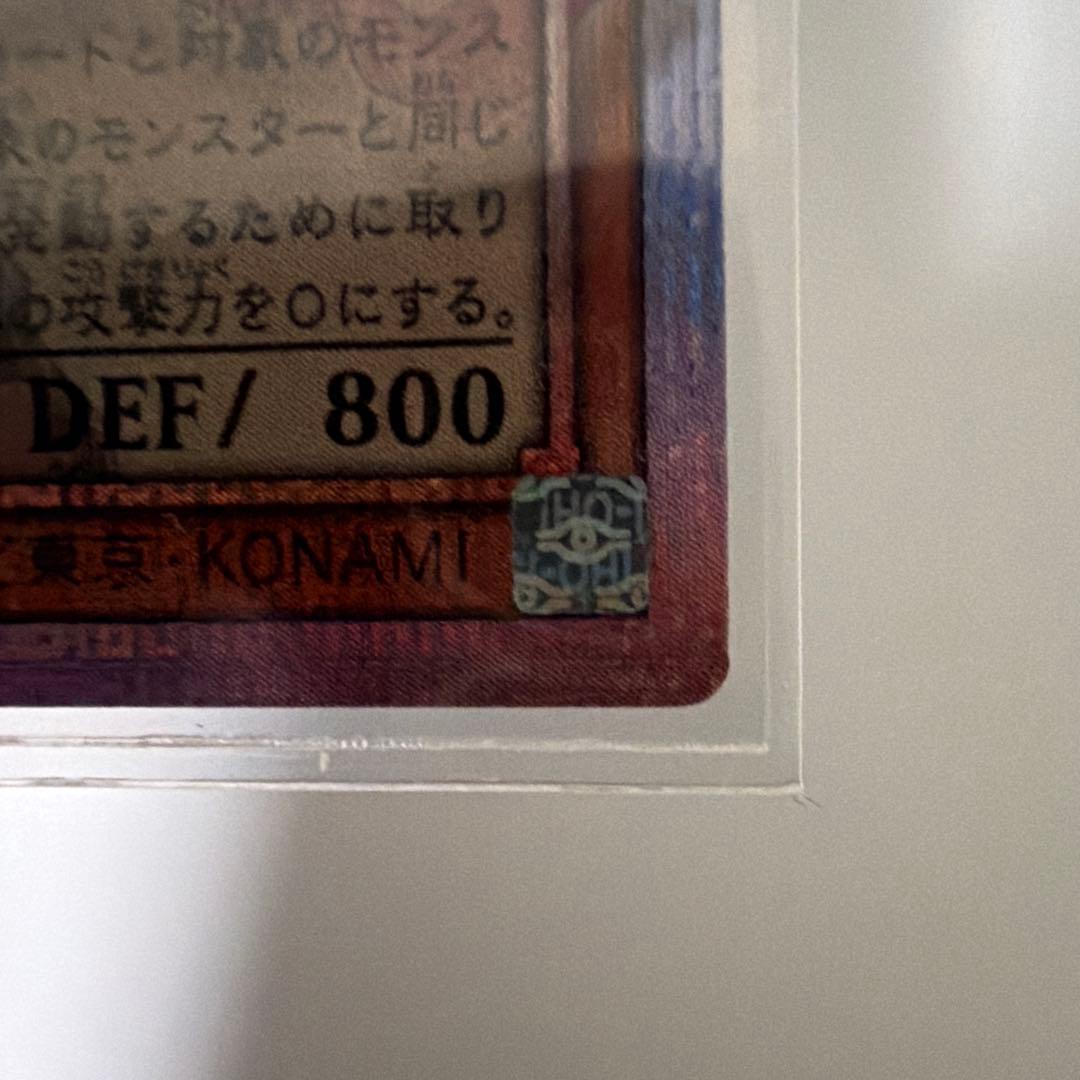 ードと対象のモンス
象のモンスターと同じ
発動するために取り
の攻撃力を0にする。
DEF/ 800
東京・KONAMI